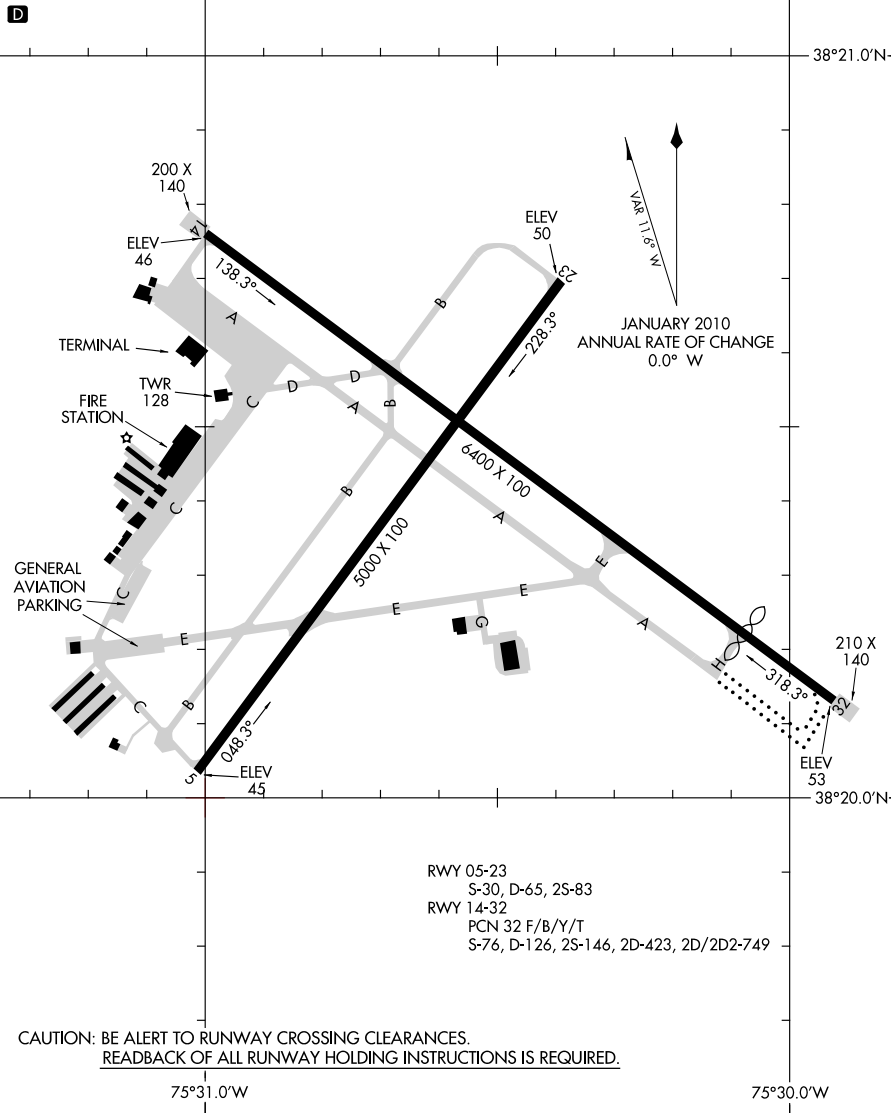 D
38°21.0'N
200 X
140
14
ELEV
46
138.3°
ELEV
50
23
VAR 11.6° W
A
B
228.3°
JANUARY 2010
ANNUAL RATE OF CHANGE
0.0° W
TERMINAL
TWR
128
D
D
C
A
B
FIRE
STATION
6400 X 100
B
C
A
5000 X 100
E
GENERAL
AVIATION
PARKING
C
E
E
E
G
A
H
210 X
140
318.3°
32
C
B
048.3°
5
ELEV
45
ELEV
53
38°20.0'N
RWY 05-23
S-30, D-65, 2S-83
RWY 14-32
PCN 32 F/B/Y/T
S-76, D-126, 2S-146, 2D-423, 2D/2D2-749
CAUTION: BE ALERT TO RUNWAY CROSSING CLEARANCES.
READBACK OF ALL RUNWAY HOLDING INSTRUCTIONS IS REQUIRED.
75°31.0'W
75°30.0'W